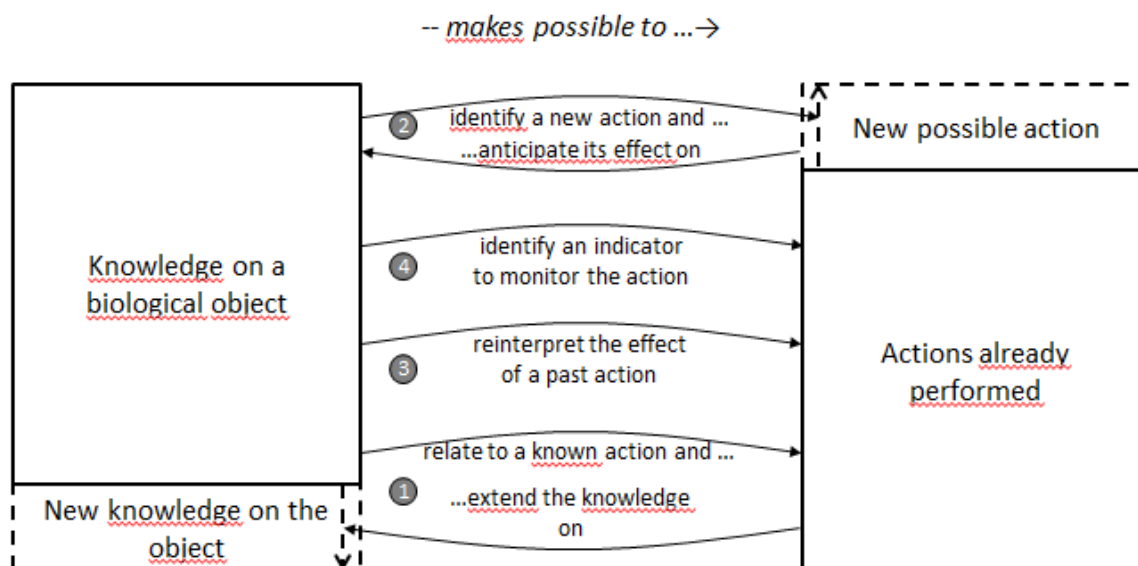 -- makes possible to ...→
2
identify a new action and ...
...anticipate its effect on
New possible action
Knowledge on a
biological object
4
identify an indicator
to monitor the action
3
reinterpret the effect
of a past action
Actions already
performed
relate to a known action and ...
1
...extend the knowledge
on
New knowledge on the
object